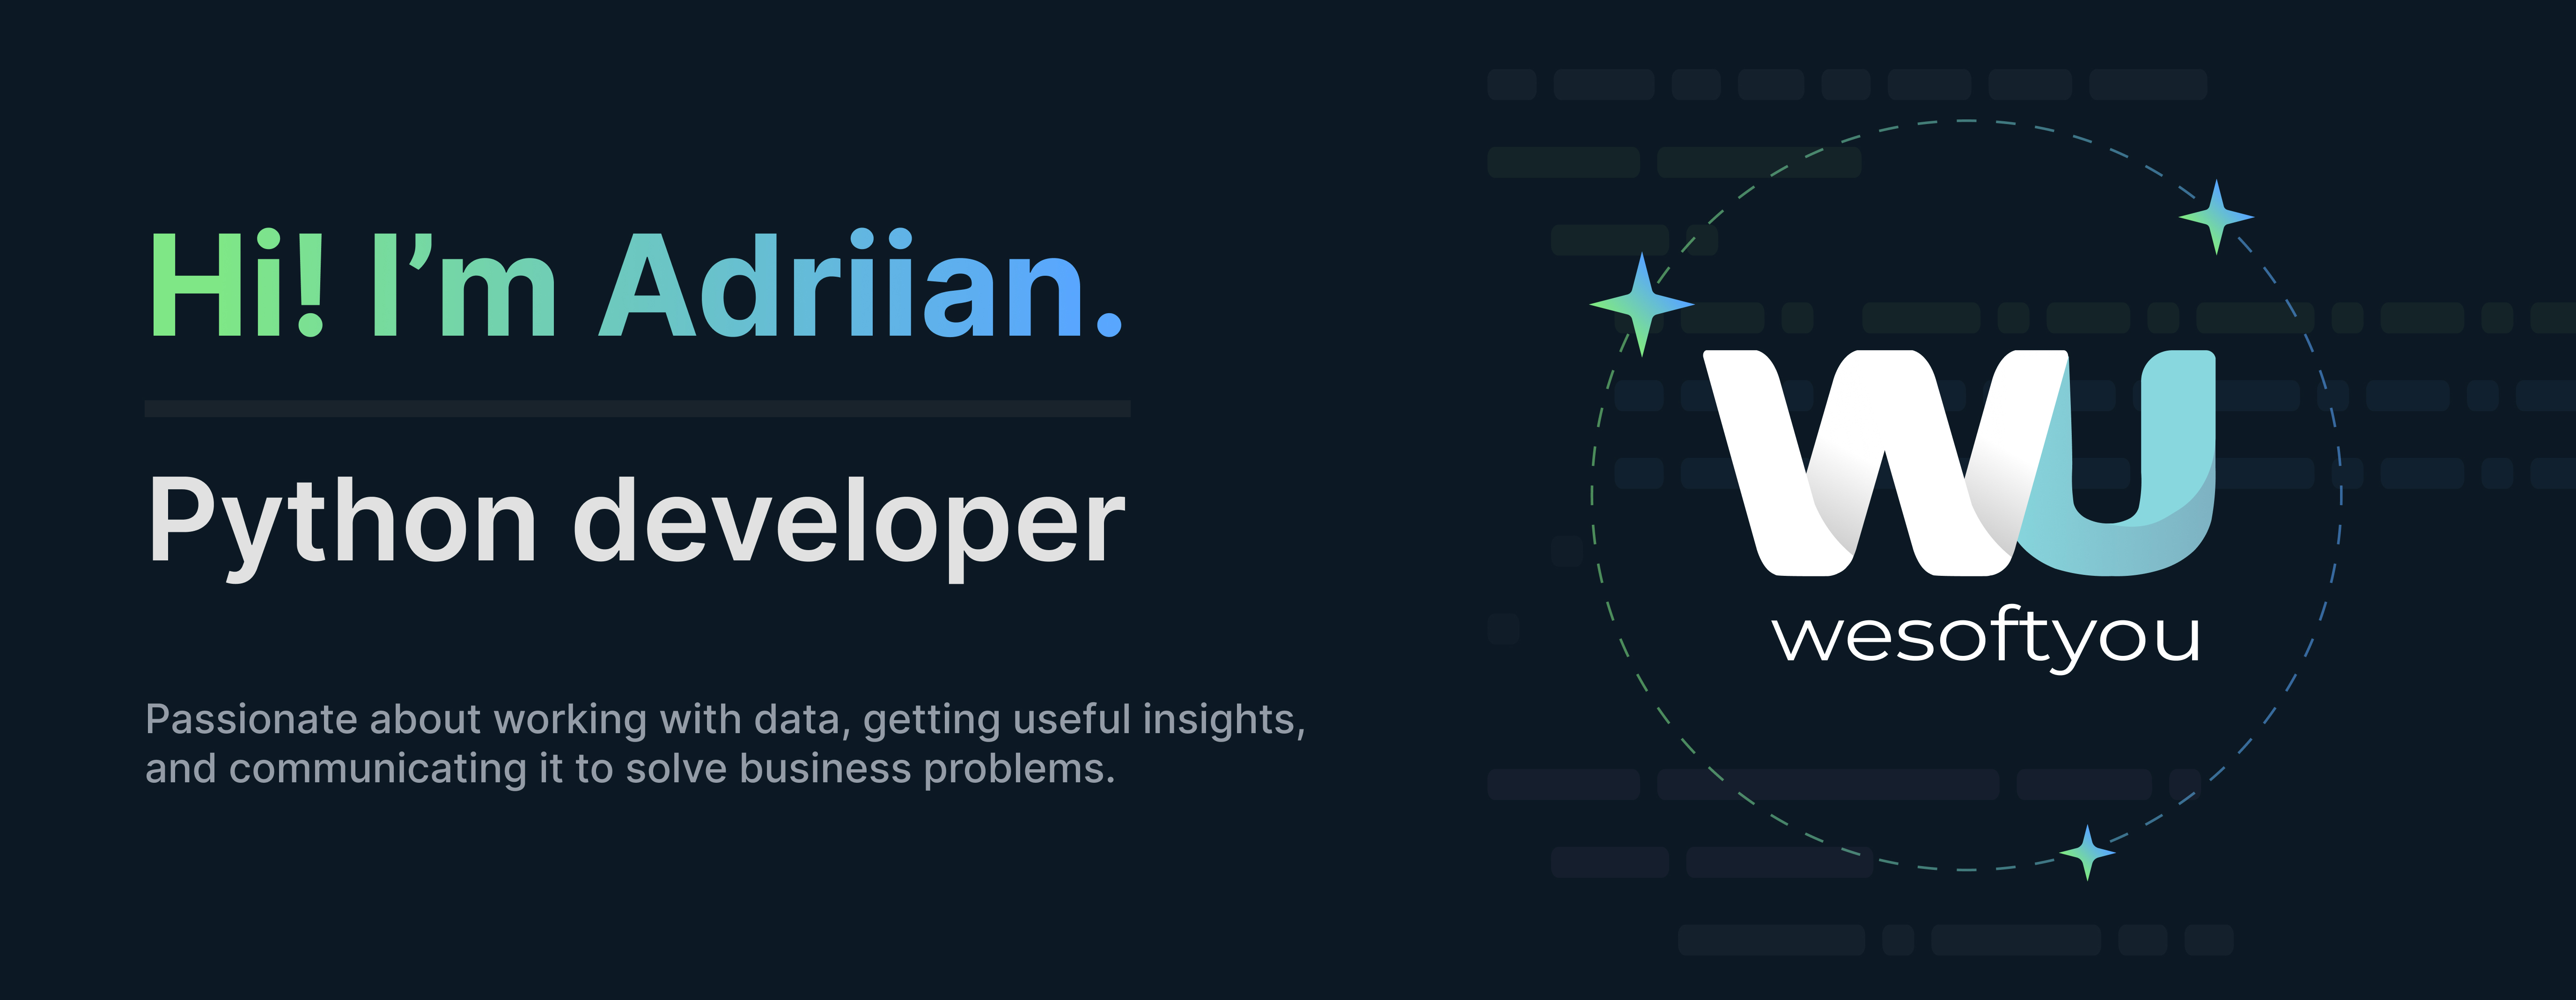 Hi! I’m Adriian.
Python developer
Passionate about working with data, getting useful insights,
and communicating it to solve business problems.
WU
wesoftyou